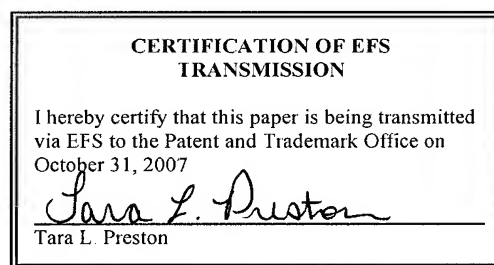 CERTIFICATION OF EFS
TRANSMISSION
I hereby certify that this paper is being transmitted
via EFS to the Patent and Trademark Office on
October 31, 2007
Tara L. Preston
Tara L. Preston